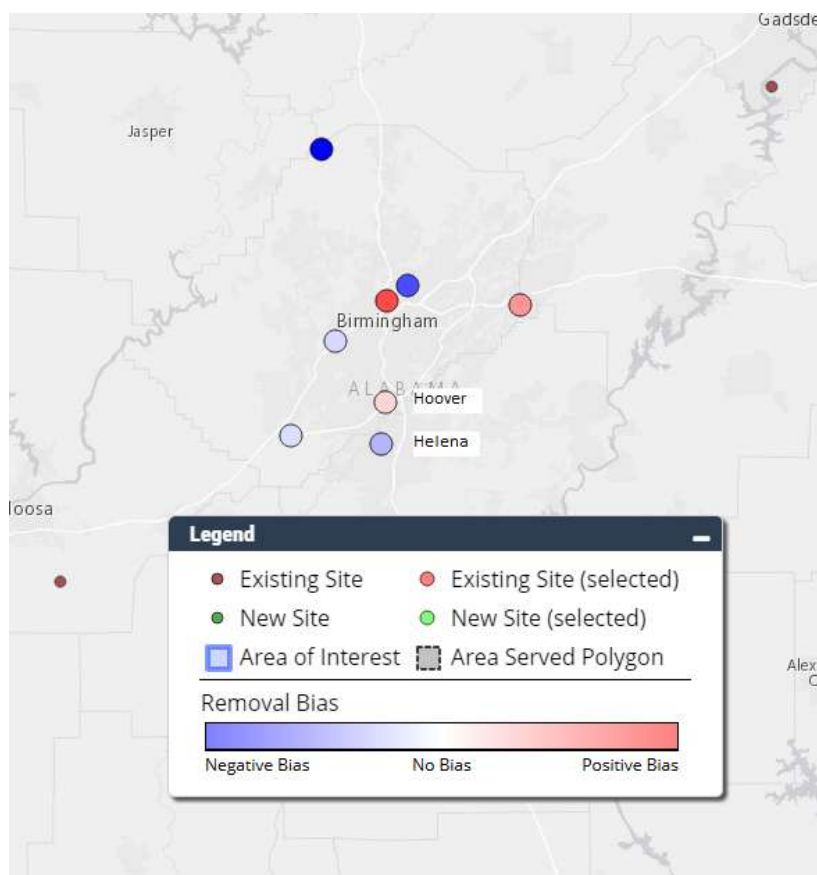 Gadsde
Jasper
Birmingham
ALABAMA
Hoover
Helena
loosa
Legend
Existing Site
Existing Site (selected)
New Site
New Site (selected)
Area of Interest
Area Served Polygon
Alex
C
Removal Bias
Negative Bias
No Bias
Positive Bias